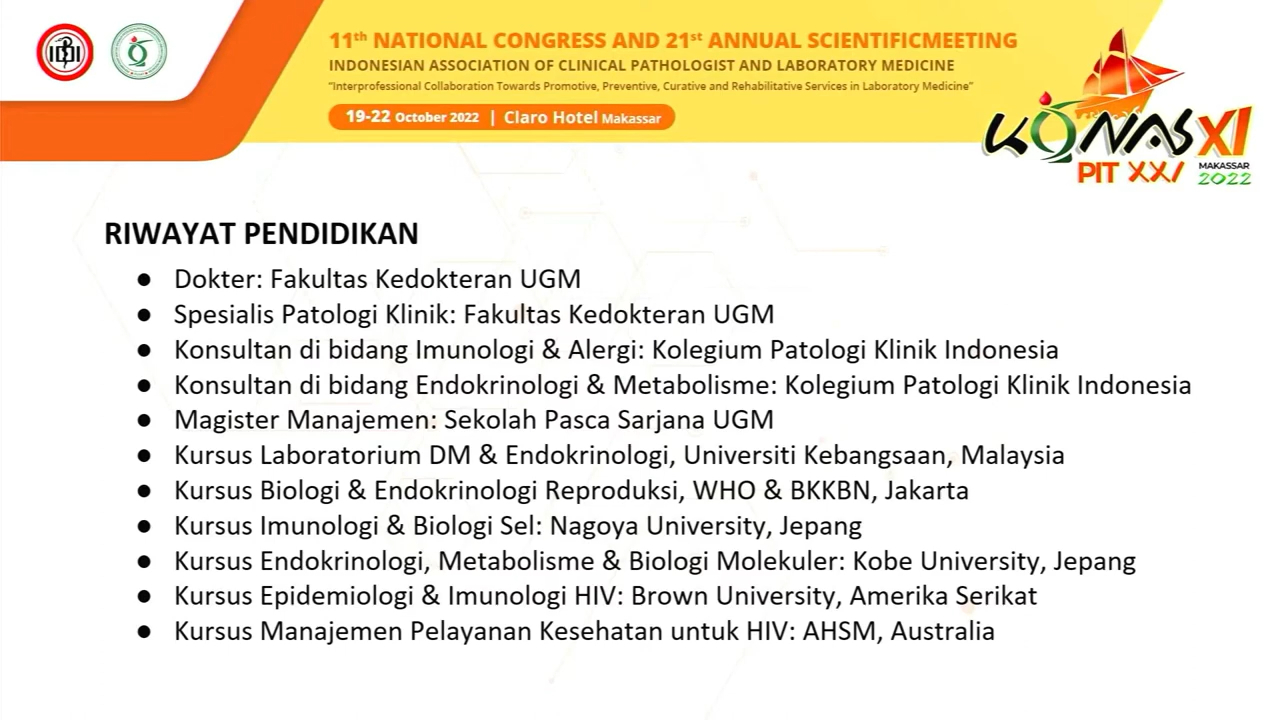 11th NATIONAL CONGRESS AND 21st ANNUAL SCIENTIFICMEETING
INDONESIAN ASSOCIATION OF CLINICAL PATHOLOGIST AND LABORATORY MEDICINE
“Interprofessional Collaboration Towards Promotive, Preventive, Curative and Rehabilitative Services in Laboratory Medicine”
19-22 October 2022 | Claro Hotel Makassar
KONAS XI
PIT XXI
MAKASSAR
2022
RIWAYAT PENDIDIKAN
● Dokter: Fakultas Kedokteran UGM
● Spesialis Patologi Klinik: Fakultas Kedokteran UGM
● Konsultan di bidang Imunologi & Alergi: Kolegium Patologi Klinik Indonesia
● Konsultan di bidang Endokrinologi & Metabolisme: Kolegium Patologi Klinik Indonesia
● Magister Manajemen: Sekolah Pasca Sarjana UGM
● Kursus Laboratorium DM & Endokrinologi, Universiti Kebangsaan, Malaysia
● Kursus Biologi & Endokrinologi Reproduksi, WHO & BKKBN, Jakarta
● Kursus Imunologi & Biologi Sel: Nagoya University, Jepang
● Kursus Endokrinologi, Metabolisme & Biologi Molekuler: Kobe University, Jepang
● Kursus Epidemiologi & Imunologi HIV: Brown University, Amerika Serikat
● Kursus Manajemen Pelayanan Kesehatan untuk HIV: AHSM, Australia